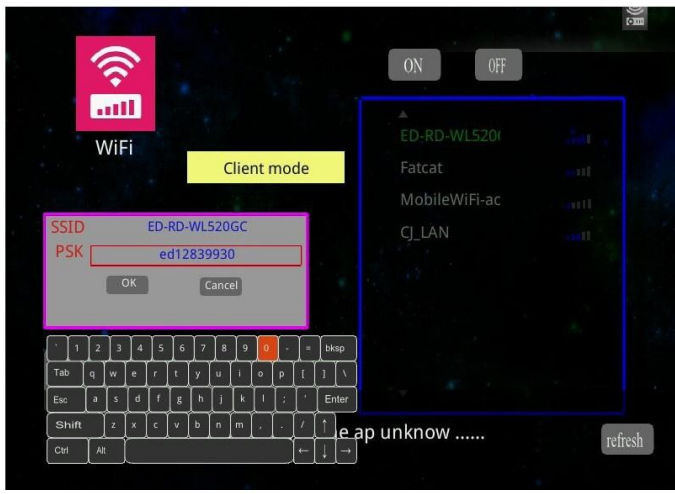 ON OFF
WiFi
Client mode
ED-RD-WL520
Fatcat
MobileWiFi-ac
CJ_LAN
SSID ED-RD-WL520GC
PSK ed12839930
OK Cancel
` 1 2 3 4 5 6 7 8 9 0 - = bksp
Tab q w e r t y u i o p [ ] \
Esc a s d f g h j k l ; ' Enter
Shift z x c v b n m , . / ↑
Ctrl Alt ← ↓ →
e ap unknow ......
refresh